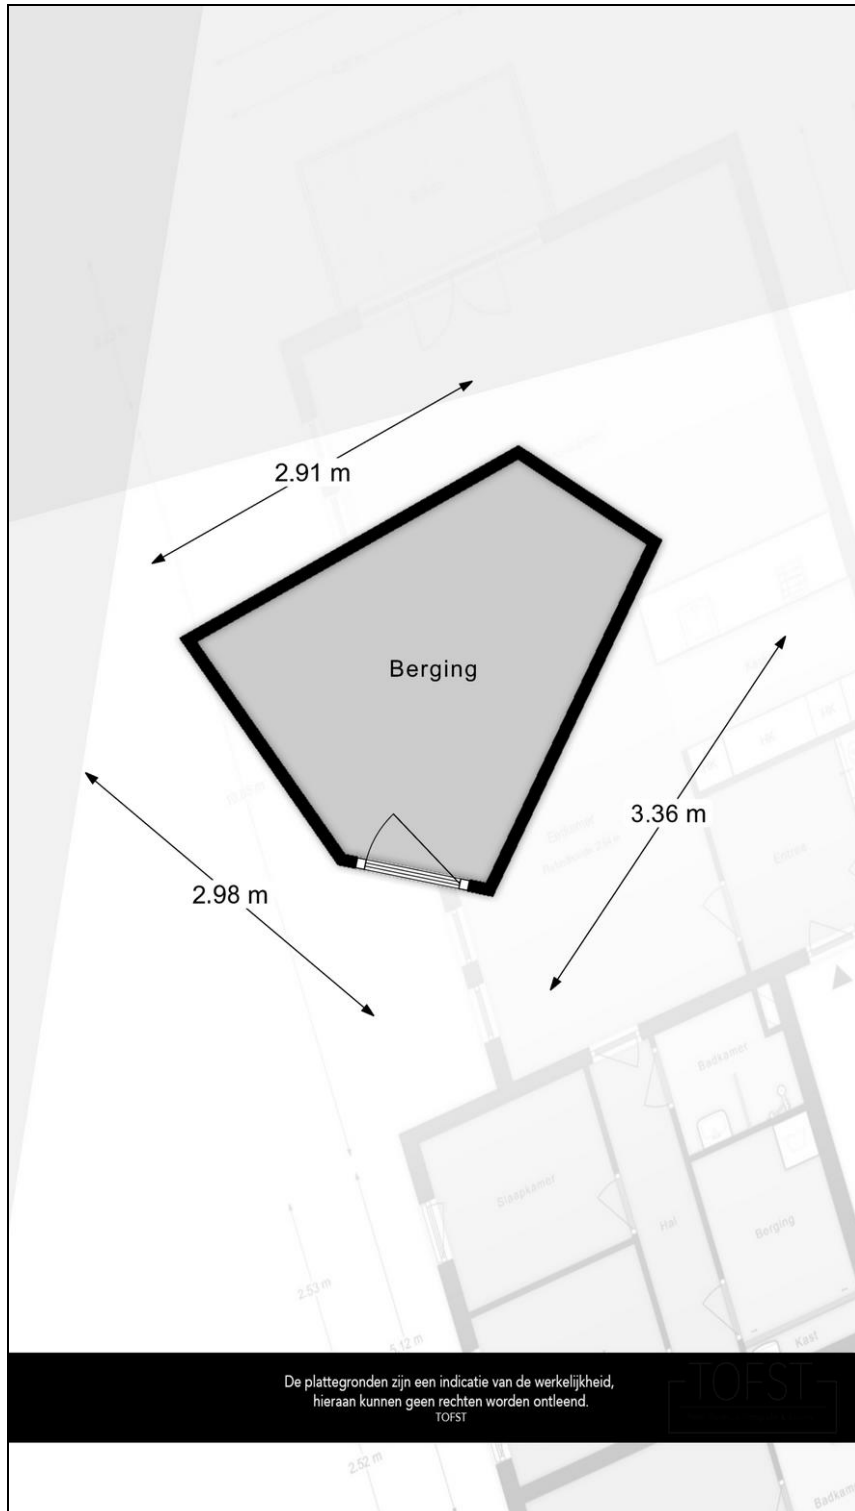 2.91 m
Berging
3.36 m
2.98 m
Entree
Badkamer
Slaapkamer
Hal
Berging
2.53 m
5.12 m
Kast
De plattegronden zijn een indicatie van de werkelijkheid,
hieraan kunnen geen rechten worden ontleend.
TOFST
TOFST
2.52 m